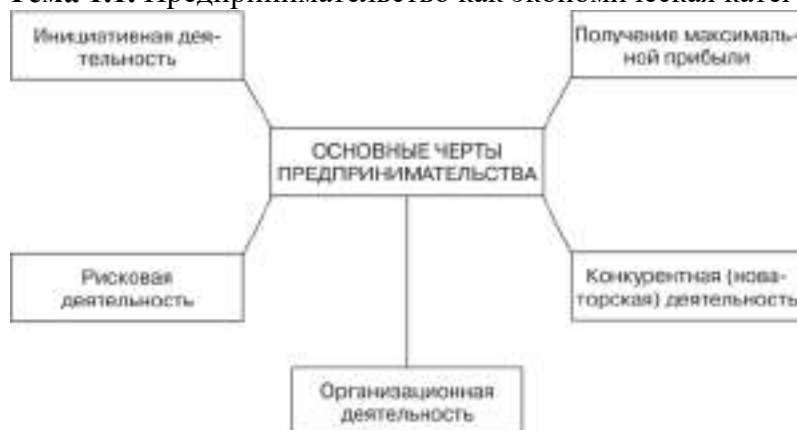 Тема 1.1. Предпринимательство как экономическая
Инициативная дея-
тельность
Получение максималь-
ной прибыли
ОСНОВНЫЕ ЧЕРТЫ
ПРЕДПРИНИМАТЕЛЬСТВА
Рисковая
деятельность
Конкурентная (нова-
торская) деятельность
Организационная
деятельность